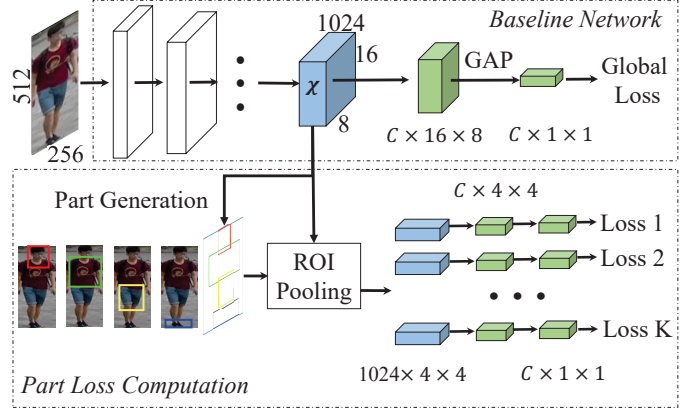 Baseline Network
1024
16
512
χ
GAP
Global
Loss
8
256
C × 16 × 8
C × 1 × 1
Part Generation
C × 4 × 4
Loss 1
ROI
Pooling
Loss 2
Loss K
1024× 4 × 4
C × 1 × 1
Part Loss Computation